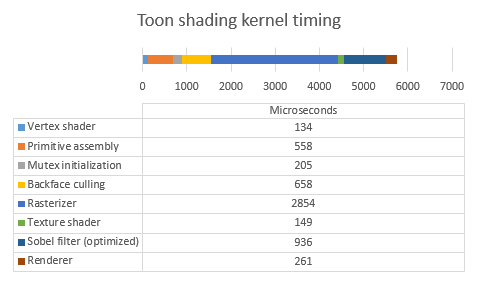 Toon shading kernel timing
0 1000 2000 3000 4000 5000 6000 7000
Microseconds
Vertex shader 134
Primitive assembly 558
Mutex initialization 205
Backface culling 658
Rasterizer 2854
Texture shader 149
Sobel filter (optimized) 936
Renderer 261